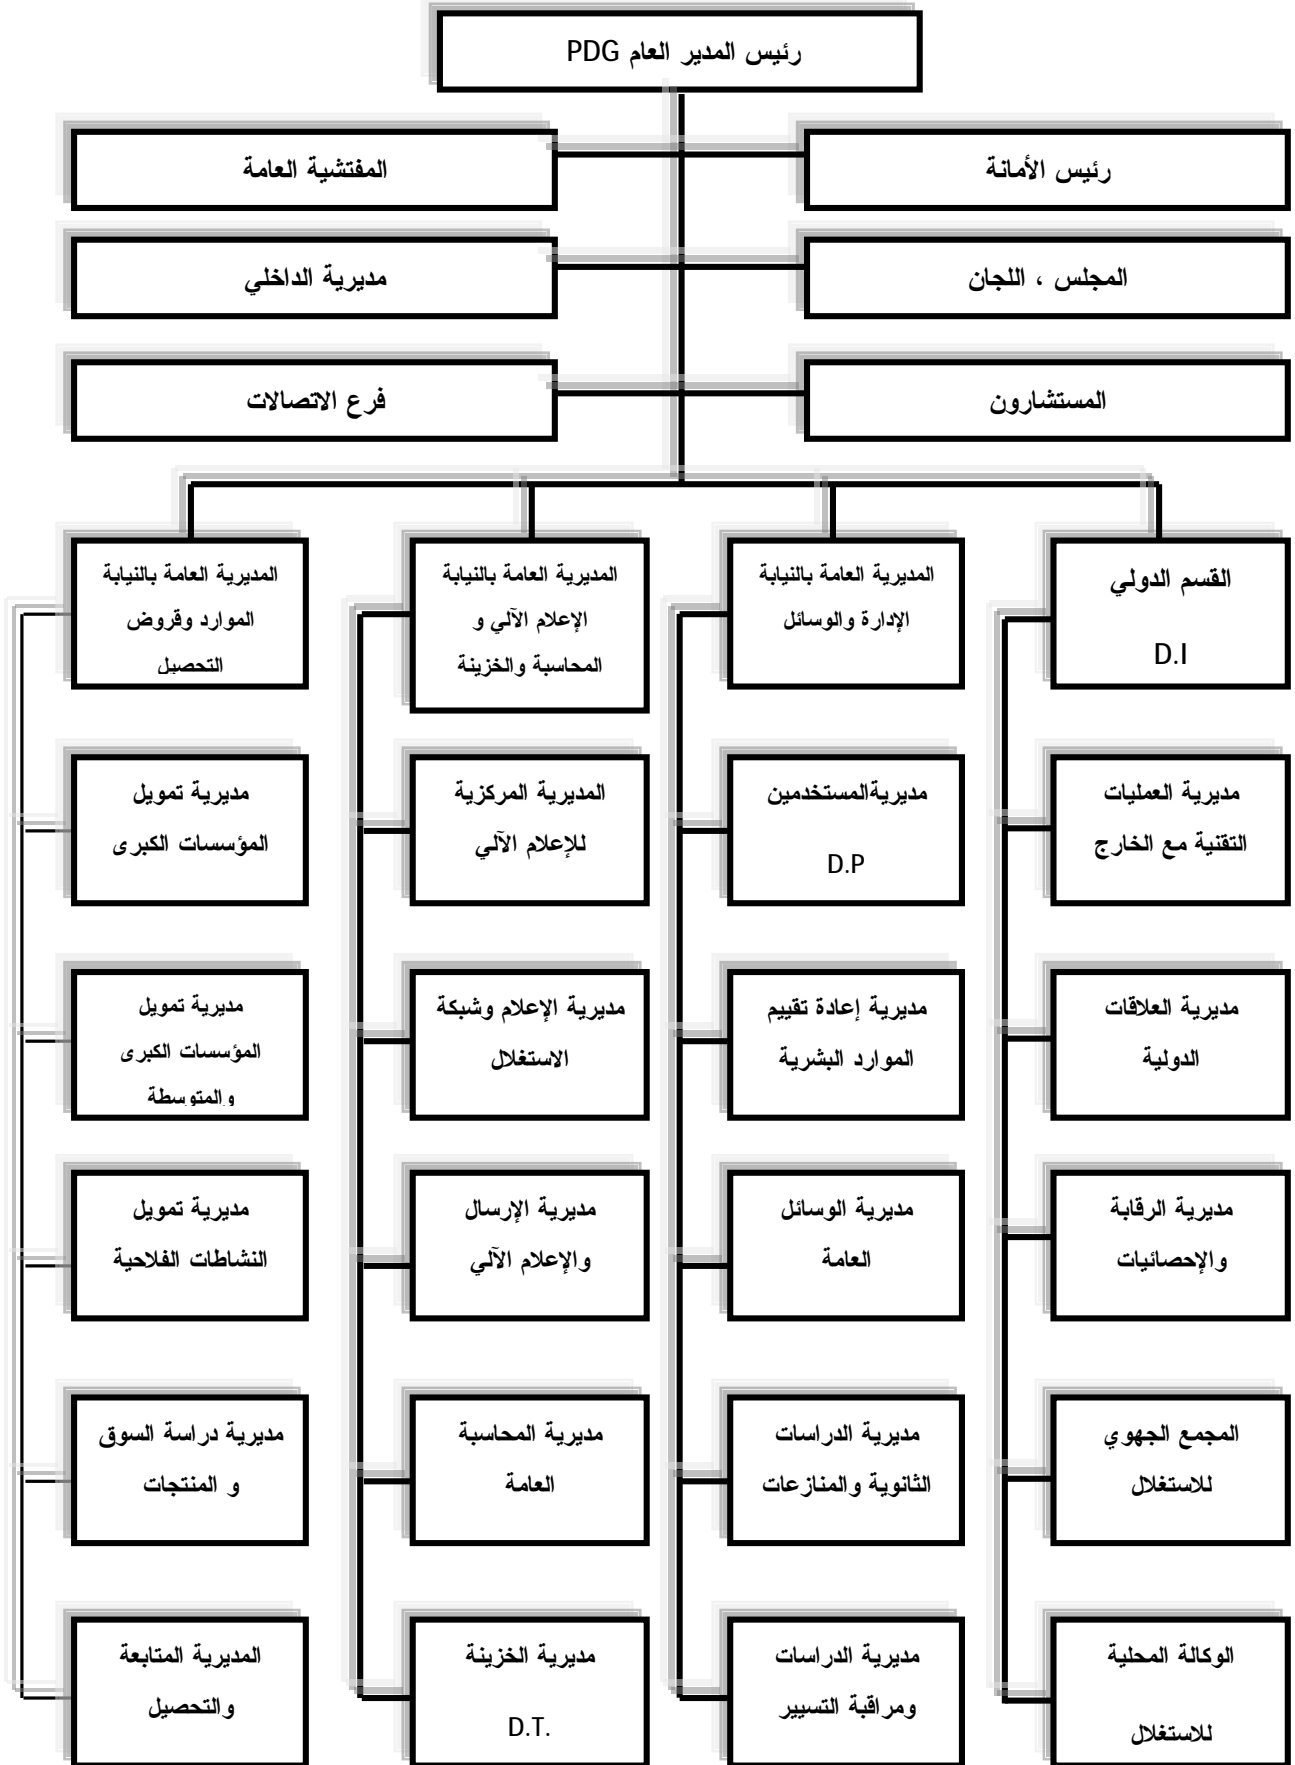 رئيس المدير العام PDG
رئيس الأمانة
المفتشية العامة
المجلس ، اللجان
مديرية الداخلي
المستشارون
فرع الاتصالات
القسم الدولي
D.I
المديرية العامة بالنيابة
الإدارة والوسائل
المديرية العامة بالنيابة
الإعلام الآلي و
المحاسبة والخزينة
المديرية العامة بالنيابة
الموارد وقروض
التحصيل
مديرية العمليات
التقنية مع الخارج
مديريةالمستخدمين
D.P
المديرية المركزية
للإعلام الآلي
مديرية تمويل
المؤسسات الكبرى
مديرية العلاقات
الدولية
مديرية إعادة تقييم
الموارد البشرية
مديرية الإعلام وشبكة
الاستغلال
مديرية تمويل
المؤسسات الكبرى
والمتوسطة
مديرية الرقابة
والإحصائيات
مديرية الوسائل
العامة
مديرية الإرسال
والإعلام الآلي
مديرية تمويل
النشاطات الفلاحية
المجمع الجهوي
للاستغلال
مديرية الدراسات
الثانوية والمنازعات
مديرية المحاسبة
العامة
مديرية دراسة السوق
و المنتجات
الوكالة المحلية
للاستغلال
مديرية الدراسات
ومراقبة التسيير
مديرية الخزينة
D.T.
المديرية المتابعة
والتحصيل